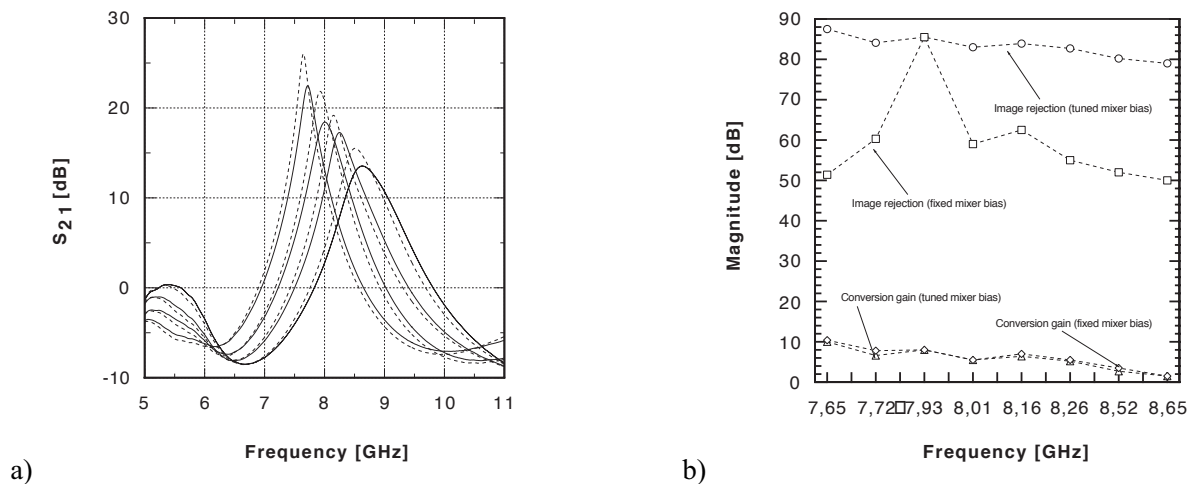 30
20
10
0
-10
5 6 7 8 9 10 11
S21 [dB]
Frequency [GHz]
a)
90
80
70
60
50
40
30
20
10
0
Magnitude [dB]
Image rejection (tuned mixer bias)
Image rejection (fixed mixer bias)
Conversion gain (tuned mixer bias)
Conversion gain (fixed mixer bias)
7,65 7,72 7,93 8,01 8,16 8,26 8,52 8,65
Frequency [GHz]
b)